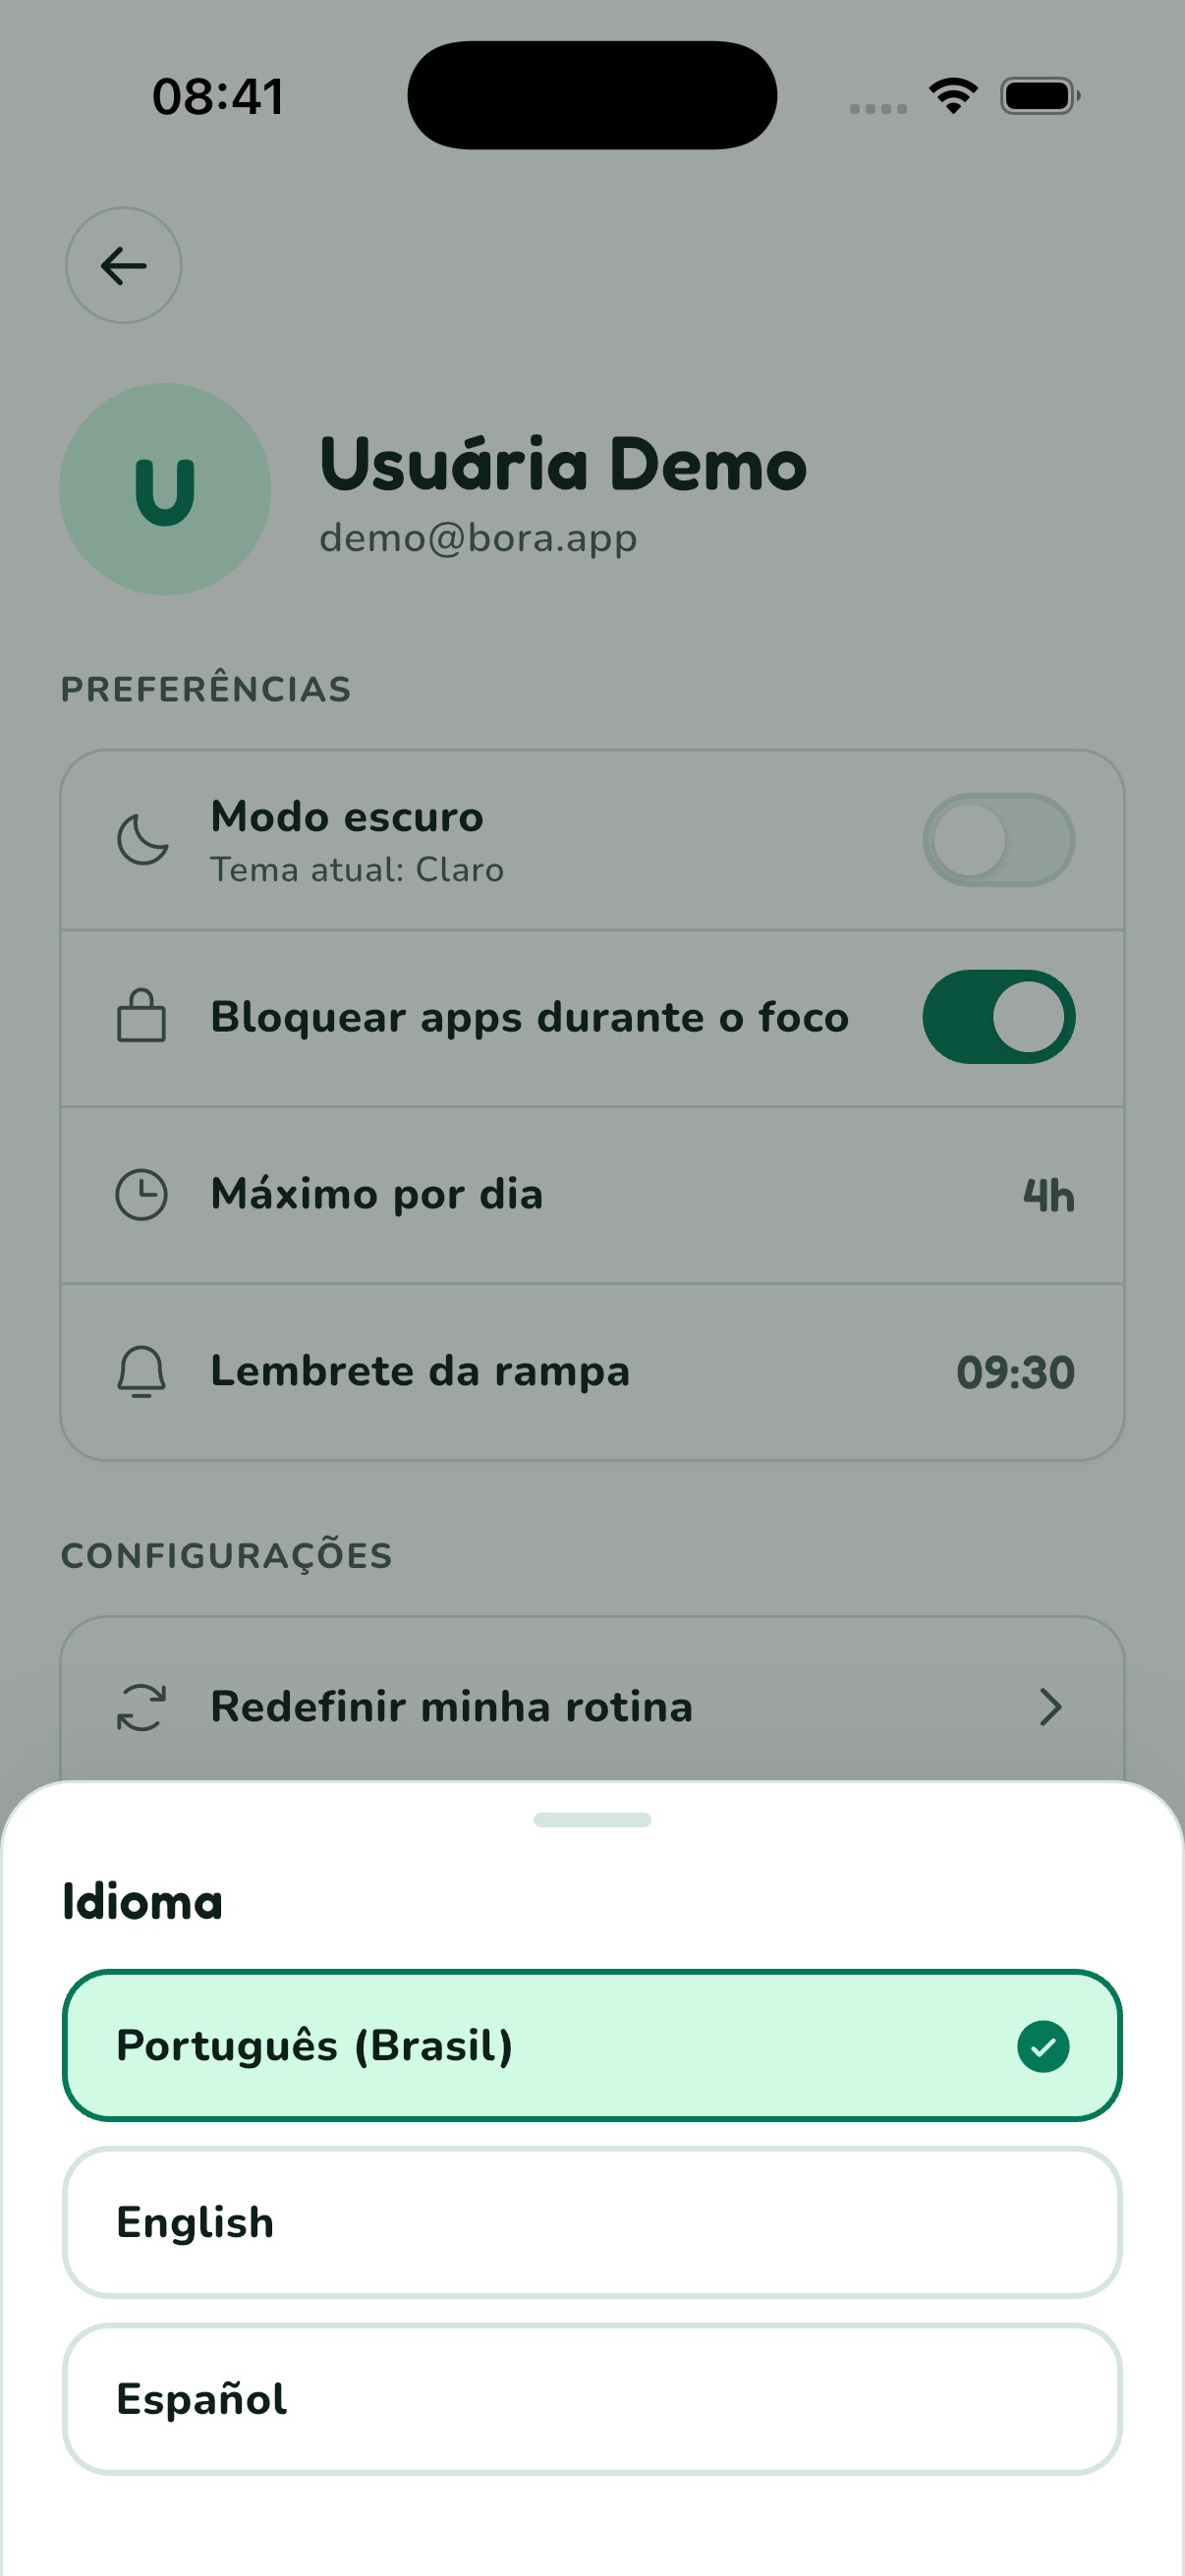 08:41
U
Usuária Demo
demo@bora.app
PREFERÊNCIAS
Modo escuro
Tema atual: Claro
Bloquear apps durante o foco
Máximo por dia
4h
Lembrete da rampa
09:30
CONFIGURAÇÕES
Redefinir minha rotina
Idioma
Português (Brasil)
English
Español